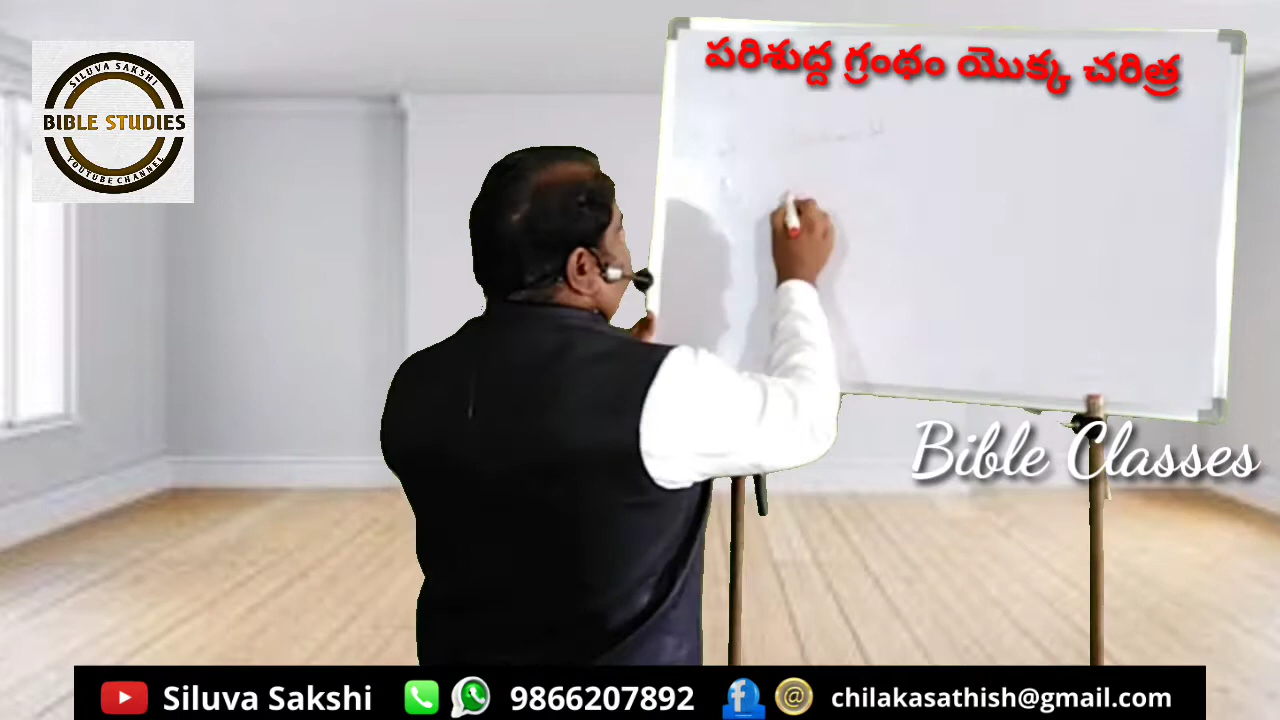 SILUVA SAKSHI
BIBLE STUDIES
YOUTUBE CHANNEL
పరిశుద్ద గ్రంథం యొక్క చరిత్ర
Bible Classes
Siluva Sakshi 9866207892 chilakasathish@gmail.com